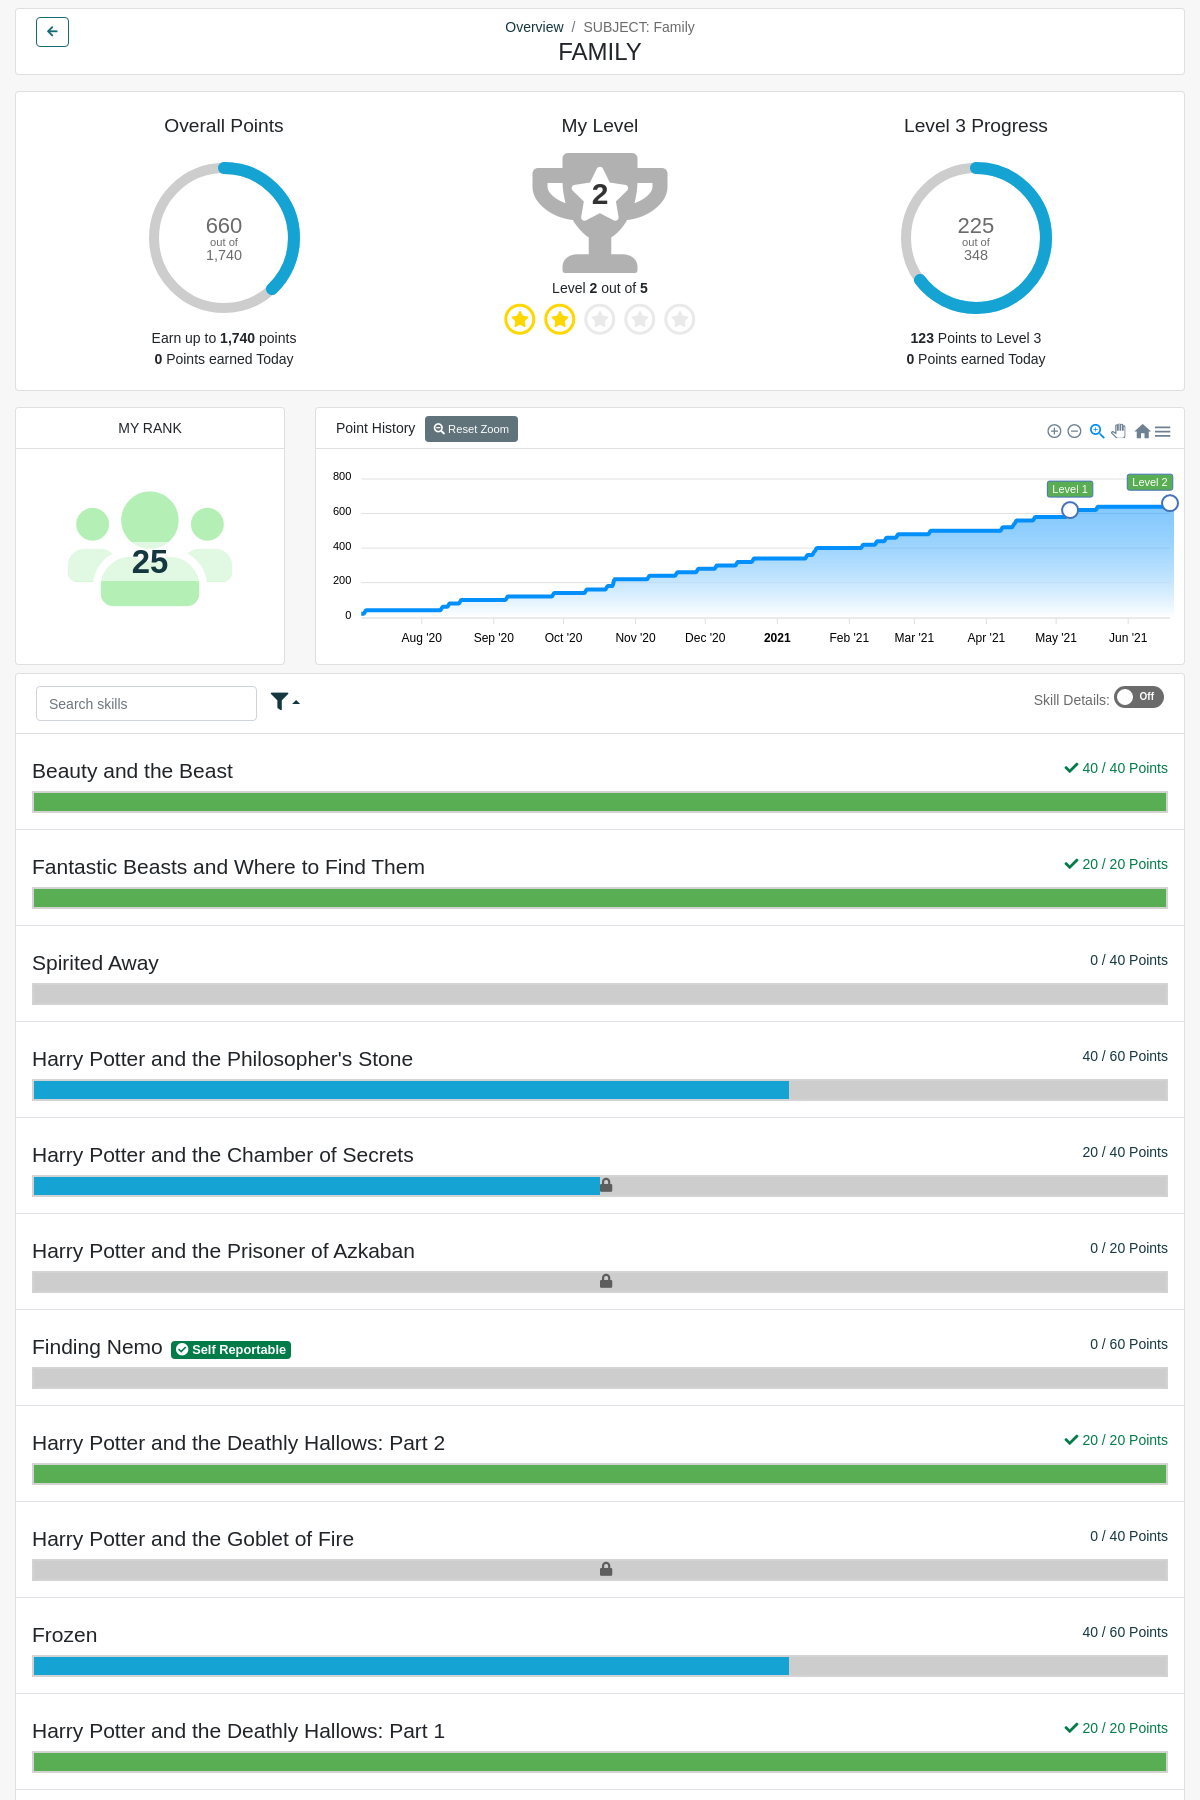 Overview / SUBJECT: Family
FAMILY
Overall Points
660
out of
1,740
Earn up to 1,740 points
0 Points earned Today
My Level
2
Level 2 out of 5
Level 3 Progress
225
out of
348
123 Points to Level 3
0 Points earned Today
MY RANK
25
Point History
Reset Zoom
800
600
400
200
0
Level 1
Level 2
Aug '20
Sep '20
Oct '20
Nov '20
Dec '20
2021
Feb '21
Mar '21
Apr '21
May '21
Jun '21
Search skills
Skill Details: Off
Beauty and the Beast
40 / 40 Points
Fantastic Beasts and Where to Find Them
20 / 20 Points
Spirited Away
0 / 40 Points
Harry Potter and the Philosopher's Stone
40 / 60 Points
Harry Potter and the Chamber of Secrets
20 / 40 Points
Harry Potter and the Prisoner of Azkaban
0 / 20 Points
Finding Nemo Self Reportable
0 / 60 Points
Harry Potter and the Deathly Hallows: Part 2
20 / 20 Points
Harry Potter and the Goblet of Fire
0 / 40 Points
Frozen
40 / 60 Points
Harry Potter and the Deathly Hallows: Part 1
20 / 20 Points